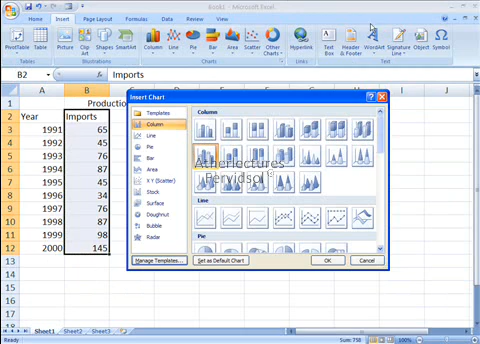 Book1 - Microsoft Excel
Home Insert Page Layout Formulas Data Review View
PivotTable Table Picture Clip Art Shapes SmartArt Column Line Pie Bar Area Scatter Other Charts Hyperlink Text Box Header & Footer WordArt Signature Line Object Symbol
Tables Illustrations Charts Links Text
B2 Imports
A B
1 Productio
2 Year Imports
3 1991 65
4 1992 45
5 1993 76
6 1994 87
7 1995 45
8 1996 34
9 1997 76
10 1998 87
11 1999 98
12 2000 145
13
14
15
16
17
18
Insert Chart
Templates
Column
Line
Pie
Bar
Area
X Y (Scatter)
Stock
Surface
Doughnut
Bubble
Radar
Column
Line
Pie
Atherlectures
Fervidsol
Manage Templates... Set as Default Chart OK Cancel
Sheet1 Sheet2 Sheet3
Ready Sum: 758 100%